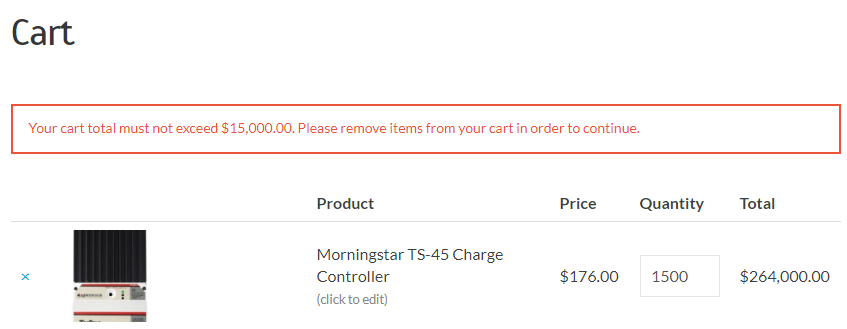 Cart
Your cart total must not exceed $15,000.00. Please remove items from your cart in order to continue.
Product Price Quantity Total
× Morningstar TS-45 Charge
Controller $176.00 1500 $264,000.00
(click to edit)